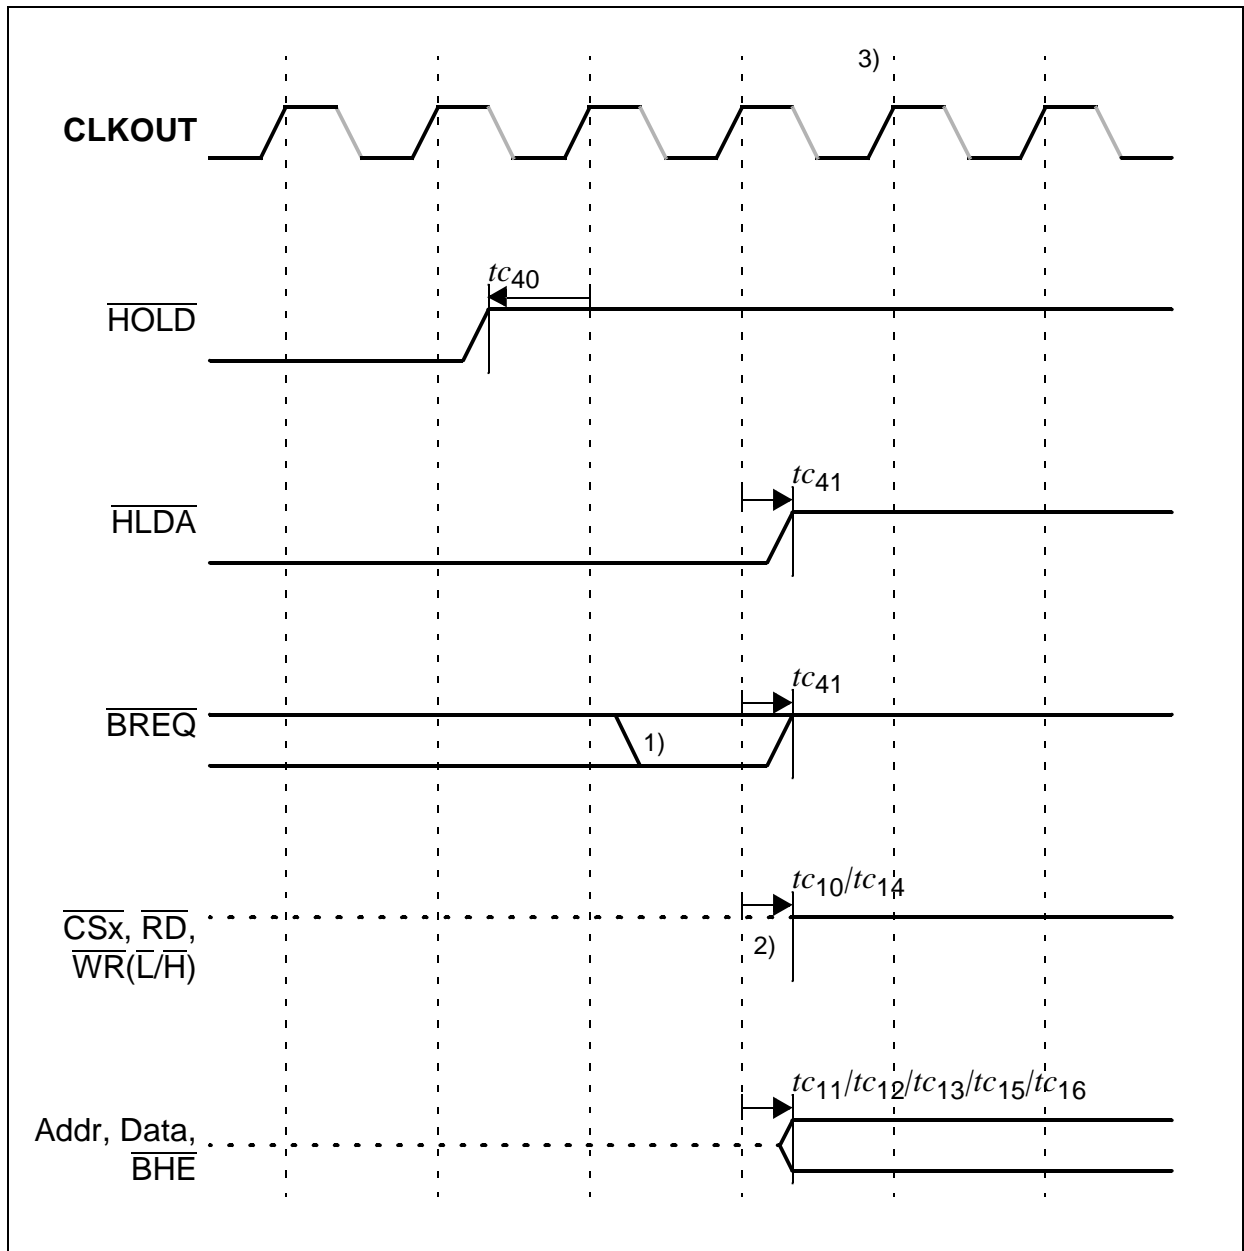 3)
CLKOUT
tc40
HOLD
tc41
HLDA
tc41
BREQ
1)
tc10/tc14
CSx, RD,
WR(L/H)
2)
tc11/tc12/tc13/tc15/tc16
Addr, Data,
BHE